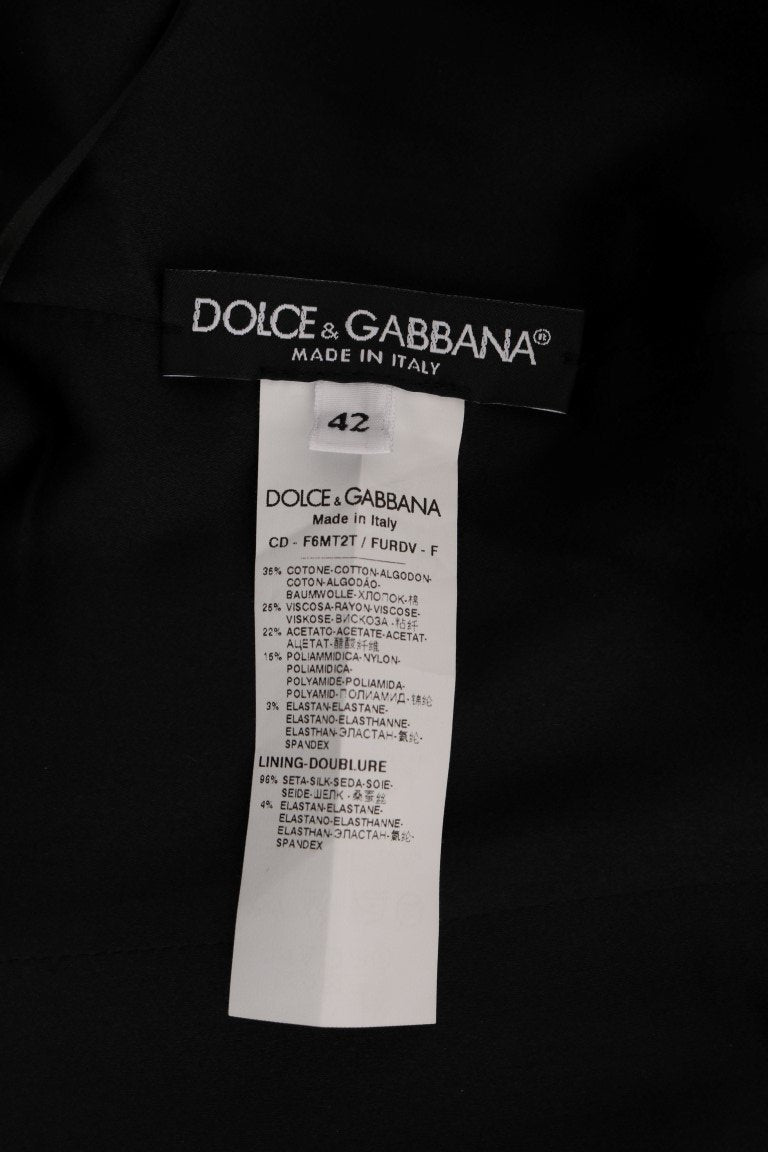 DOLCE & GABBANA®
MADE IN ITALY
42
DOLCE & GABBANA
Made in Italy
CD - F6MT2T / FURDV - F
36% COTONE-COTTON-ALGODON-
COTON-ALGODÃO-
BAUMWOLLE-ХЛОПОК-棉
25% VISCOSA-RAYON-VISCOSE-
VISKOSE-ВИСКОЗА-粘纤
22% ACETATO-ACETATE-ACETAT-
АЦЕТАТ-醋酸纤维
15% POLIAMMIDICA-NYLON-
POLIAMIDICA-
POLYAMIDE-POLIAMIDA-
POLYAMID-ПОЛИАМИД-锦纶
3% ELASTAN-ELASTANE-
ELASTANO-ELASTHANNE-
ELASTHAN-ЭЛАСТАН-氨纶-
SPANDEX
LINING-DOUBLURE
96% SETA-SILK-SEDA-SOIE-
SEIDE-ШЕЛК-桑蚕丝
4% ELASTAN-ELASTANE-
ELASTANO-ELASTHANNE-
ELASTHAN-ЭЛАСТАН-氨纶-
SPANDEX